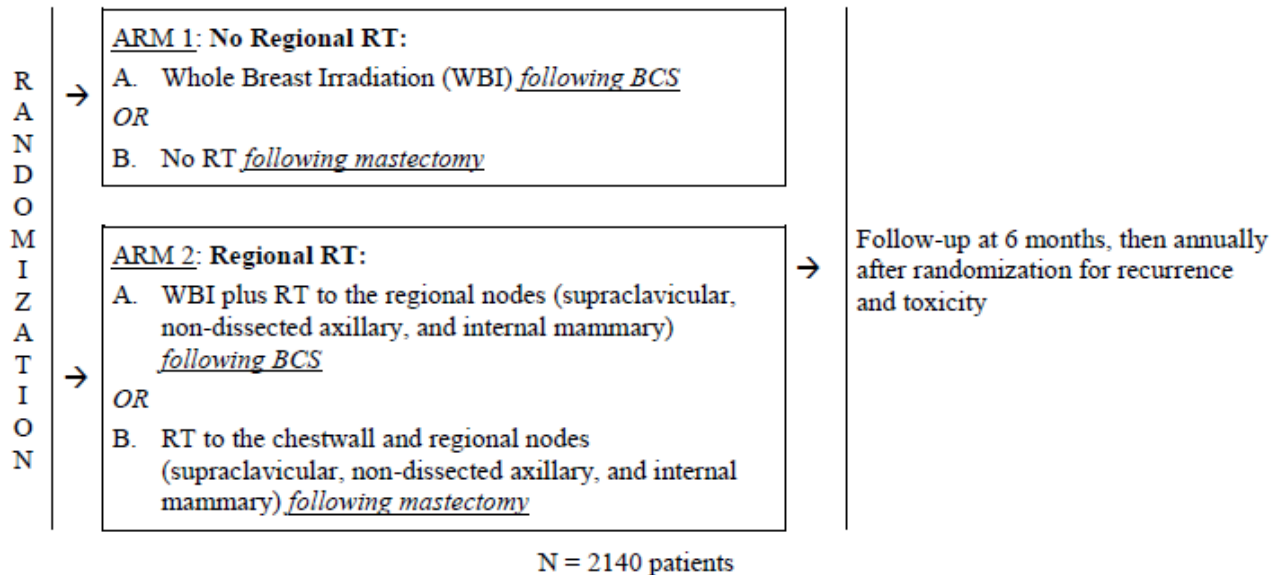 RANDOMIZATION
→
ARM 1: No Regional RT:
A. Whole Breast Irradiation (WBI) following BCS
OR
B. No RT following mastectomy
→
ARM 2: Regional RT:
A. WBI plus RT to the regional nodes (supraclavicular,
non-dissected axillary, and internal mammary)
following BCS
OR
B. RT to the chestwall and regional nodes
(supraclavicular, non-dissected axillary, and internal
mammary) following mastectomy
→
Follow-up at 6 months, then annually
after randomization for recurrence
and toxicity
N = 2140 patients